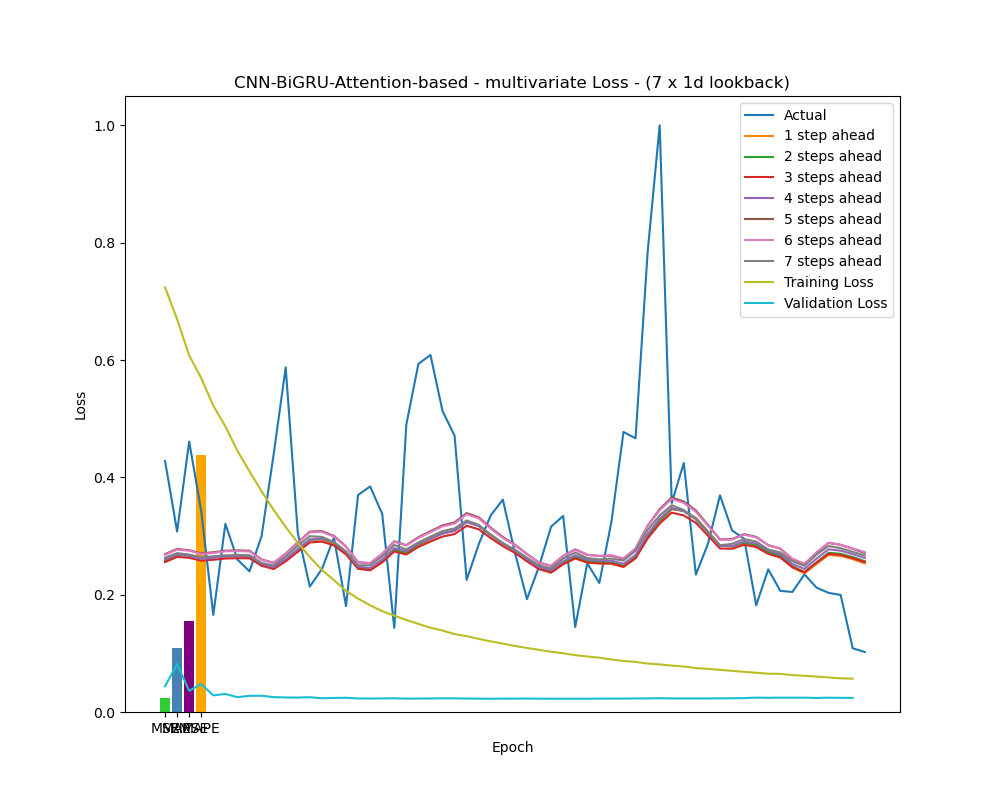 CNN-BiGRU-Attention-based - multivariate Loss - (7 x 1d lookback)
Actual
1 step ahead
2 steps ahead
3 steps ahead
4 steps ahead
5 steps ahead
6 steps ahead
7 steps ahead
Training Loss
Validation Loss
1.0
0.8
0.6
0.4
0.2
0.0
Loss
Epoch